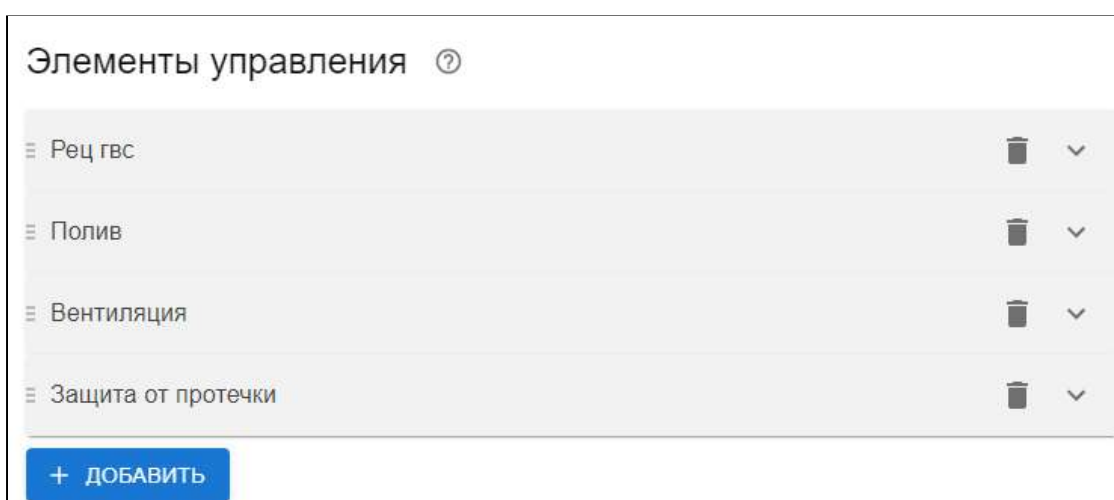 Элементы управления
Рец гвс
Полив
Вентиляция
Защита от протечки
+ ДОБАВИТЬ